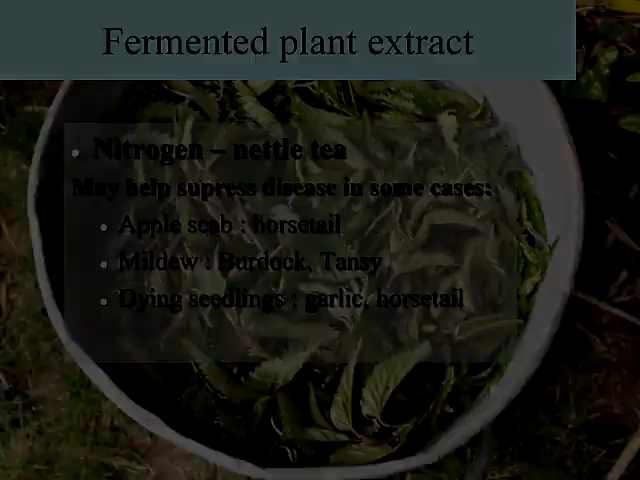 Fermented plant extract
• Nitrogen – nettle tea
May help supress disease in some cases:
• Apple scab : horsetail
• Mildew : Burdock, Tansy
• Dying seedlings : garlic, horsetail